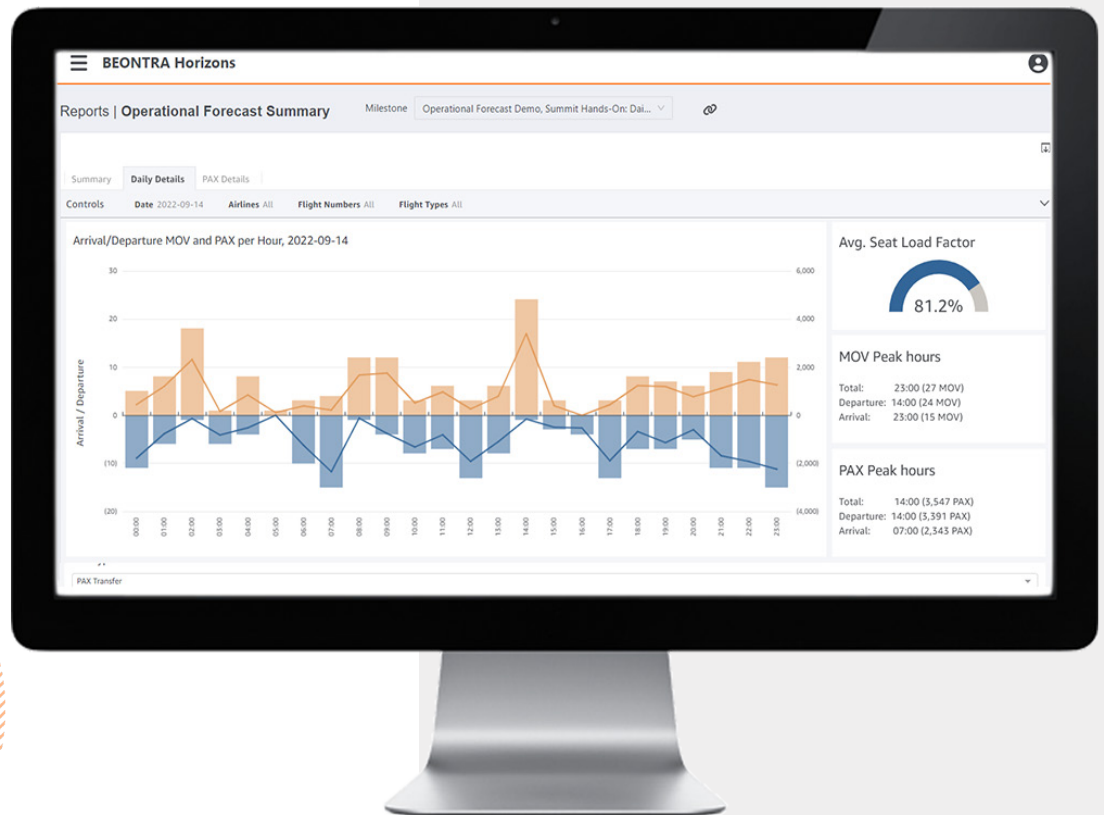 BEONTRA Horizons
Reports | Operational Forecast Summary
Milestone
Operational Forecast Demo, Summit Hands-On: Dai...
Summary
Daily Details
PAX Details
Controls
Date 2022-09-14
Airlines All
Flight Numbers All
Flight Types All
Arrival/Departure MOV and PAX per Hour, 2022-09-14
Arrival / Departure
30
20
10
0
(10)
(20)
6,000
4,000
2,000
0
(2,000)
(4,000)
00:00
01:00
02:00
03:00
04:00
05:00
06:00
07:00
08:00
09:00
10:00
11:00
12:00
13:00
14:00
15:00
16:00
17:00
18:00
19:00
20:00
21:00
22:00
23:00
Avg. Seat Load Factor
81.2%
MOV Peak hours
Total: 23:00 (27 MOV)
Departure: 14:00 (24 MOV)
Arrival: 23:00 (15 MOV)
PAX Peak hours
Total: 14:00 (3,547 PAX)
Departure: 14:00 (3,391 PAX)
Arrival: 07:00 (2,343 PAX)
PAX Transfer